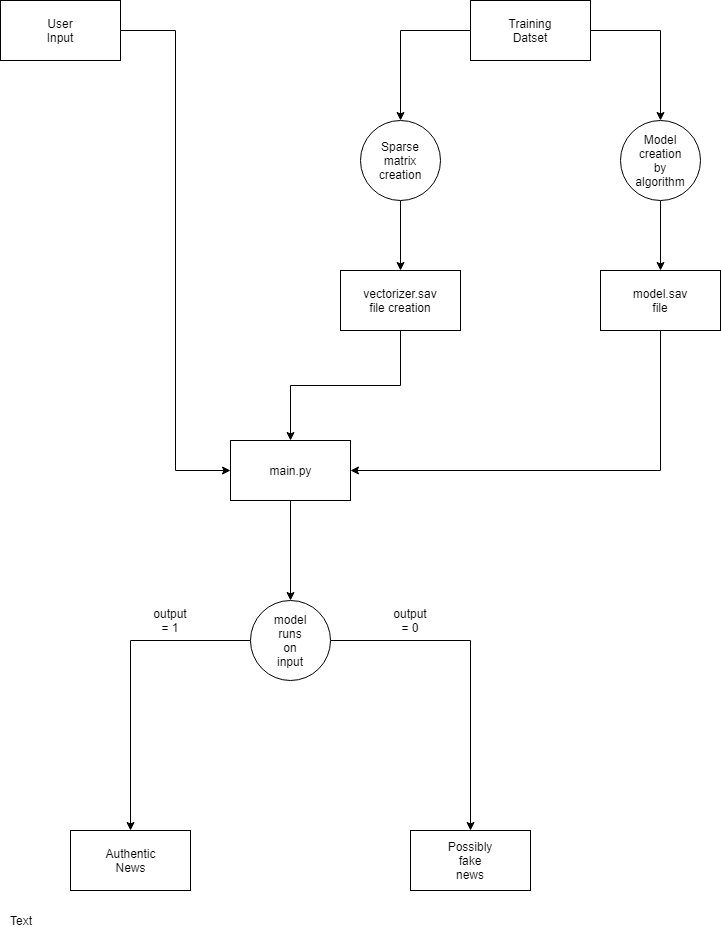 User
Input
Training
Datset
Sparse
matrix
creation
Model
creation
by
algorithm
vectorizer.sav
file creation
model.sav
file
main.py
output
= 1
model
runs
on
input
output
= 0
Authentic
News
Possibly
fake
news
Text